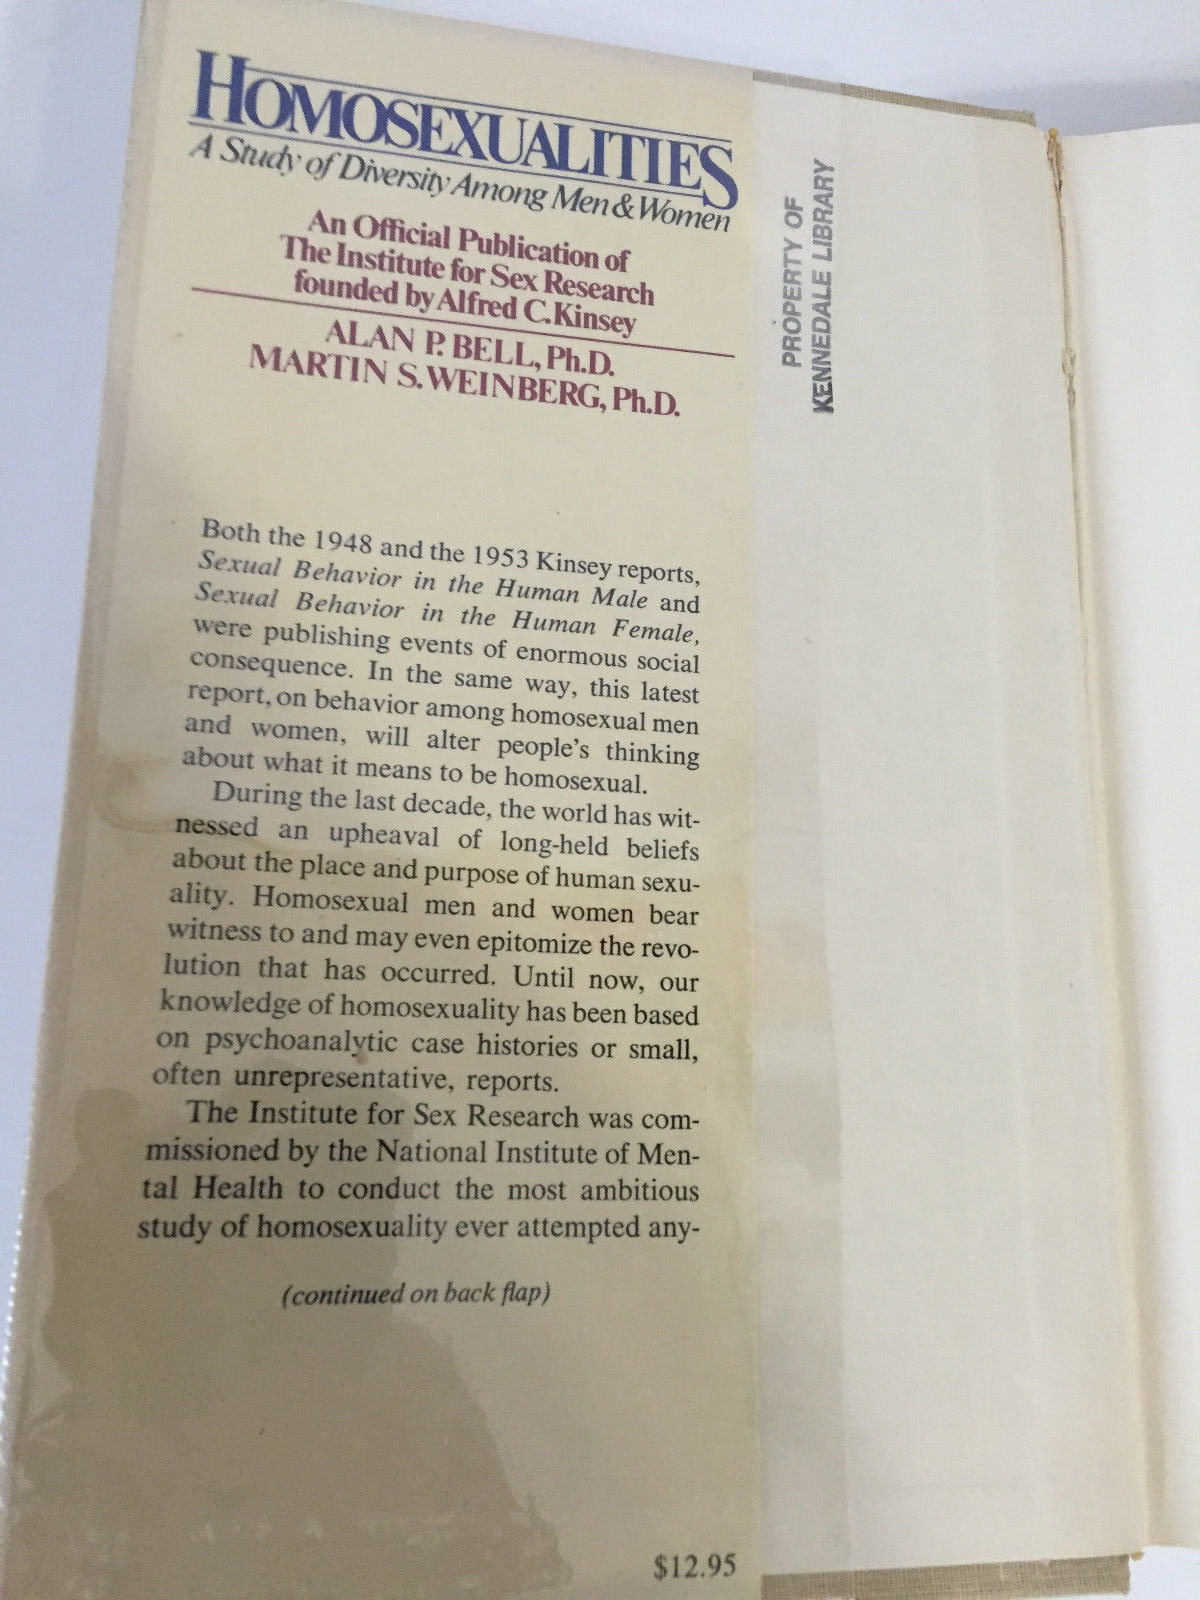 HOMOSEXUALITIES
A Study of Diversity Among Men & Women
An Official Publication of
The Institute for Sex Research
founded by Alfred C. Kinsey
ALAN P. BELL, Ph.D.
MARTIN S. WEINBERG, Ph.D.
Both the 1948 and the 1953 Kinsey reports,
Sexual Behavior in the Human Male and
Sexual Behavior in the Human Female,
were publishing events of enormous social
consequence. In the same way, this latest
report, on behavior among homosexual men
and women, will alter people's thinking
about what it means to be homosexual.
During the last decade, the world has wit-
nessed an upheaval of long-held beliefs
about the place and purpose of human sexu-
ality. Homosexual men and women bear
witness to and may even epitomize the revo-
lution that has occurred. Until now, our
knowledge of homosexuality has been based
on psychoanalytic case histories or small,
often unrepresentative, reports.
The Institute for Sex Research was com-
missioned by the National Institute of Men-
tal Health to conduct the most ambitious
study of homosexuality ever attempted any-
(continued on back flap)
$12.95
PROPERTY OF
KENNEDALE LIBRARY